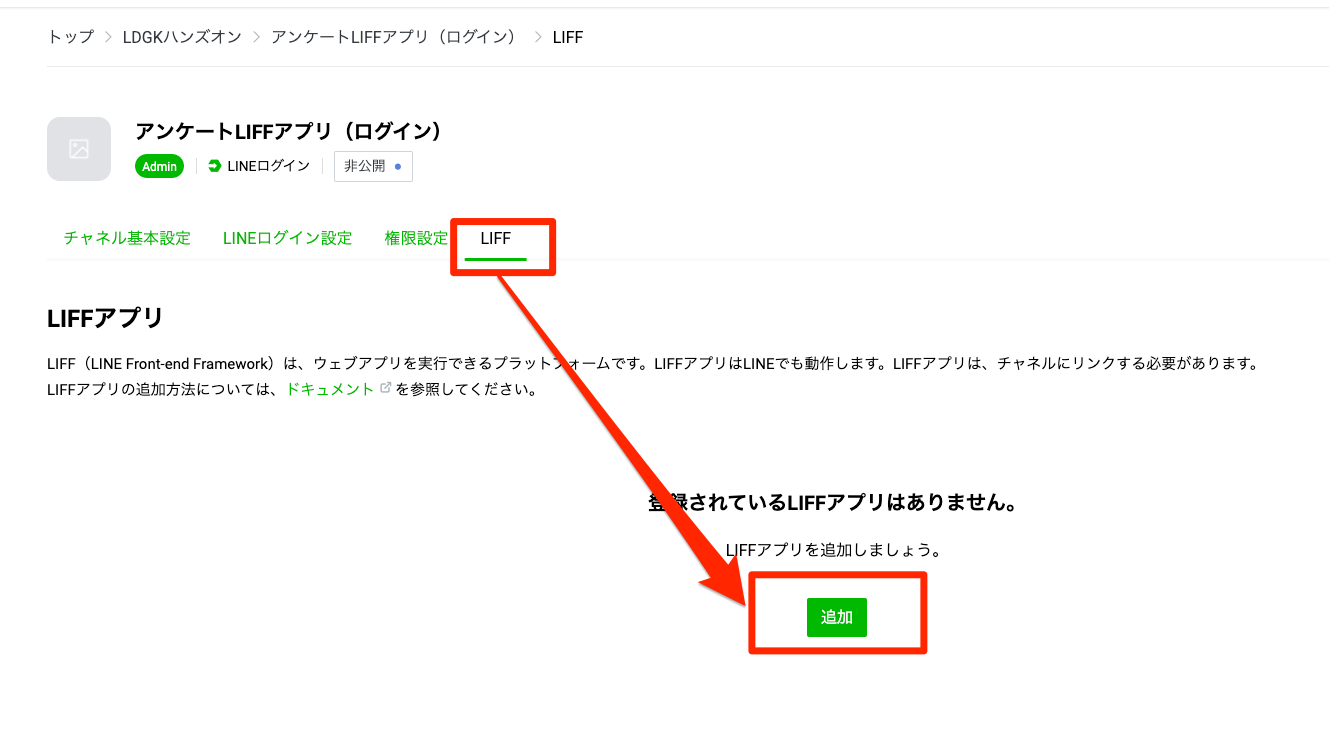 トップ > LDGKハンズオン > アンケートLIFFアプリ（ログイン） > LIFF
アンケートLIFFアプリ（ログイン）
Admin LINEログイン 非公開
チャネル基本設定 LINEログイン設定 権限設定 LIFF
LIFFアプリ
LIFF（LINE Front-end Framework）は、ウェブアプリを実行できるプラットフォームです。LIFFアプリはLINEでも動作します。LIFFアプリは、チャネルにリンクする必要があります。
LIFFアプリの追加方法については、ドキュメント を参照してください。
登録されているLIFFアプリはありません。
LIFFアプリを追加しましょう。
追加